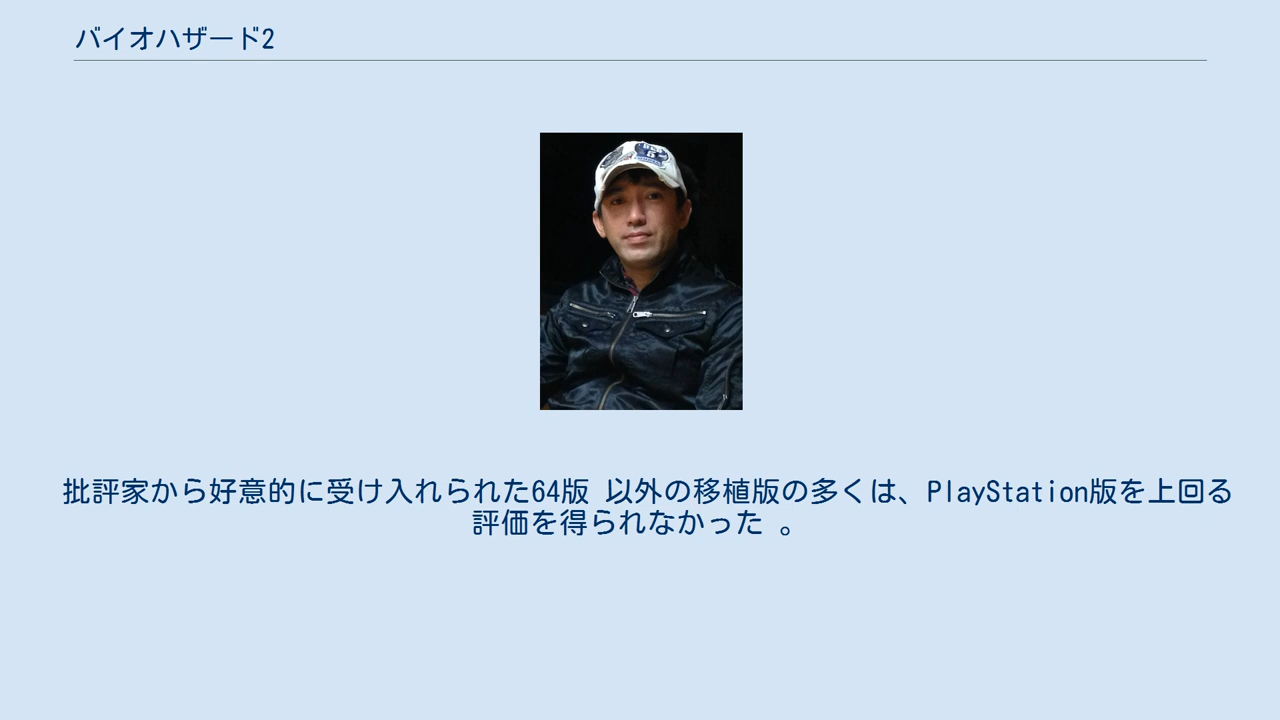 バイオハザード2
批評家から好意的に受け入れられた64版 以外の移植版の多くは、PlayStation版を上回る
評価を得られなかった 。